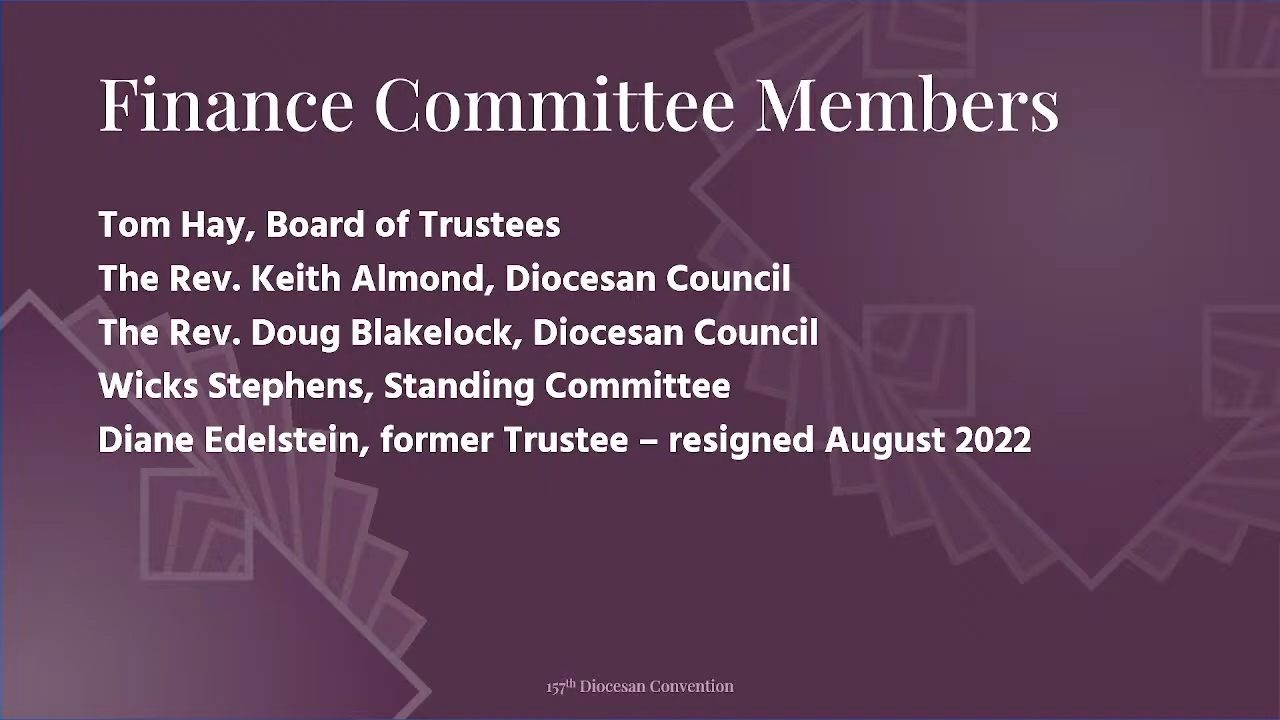 Finance Committee Members
Tom Hay, Board of Trustees
The Rev. Keith Almond, Diocesan Council
The Rev. Doug Blakelock, Diocesan Council
Wicks Stephens, Standing Committee
Diane Edelstein, former Trustee – resigned August 2022
157th Diocesan Convention